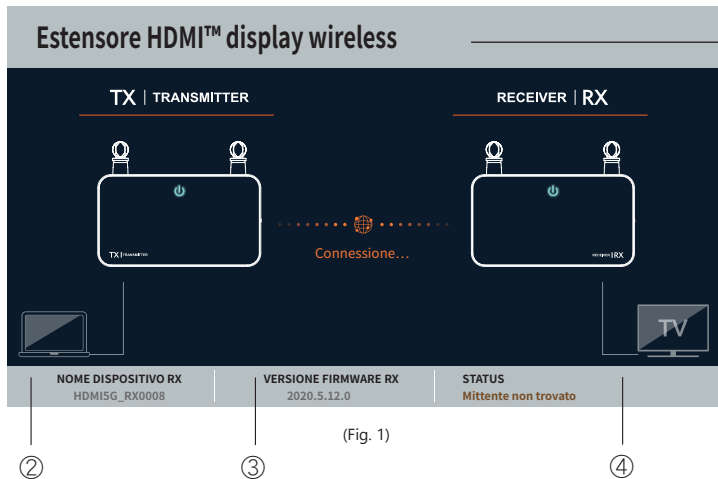 Estensore HDMI™ display wireless
TX | TRANSMITTER
RECEIVER | RX
TX | TRANSMITTER
RECEIVER | RX
Connessione...
TV
NOME DISPOSITIVO RX
HDMI5G_RX0008
VERSIONE FIRMWARE RX
2020.5.12.0
STATUS
Mittente non trovato
(Fig. 1)
②
③
④